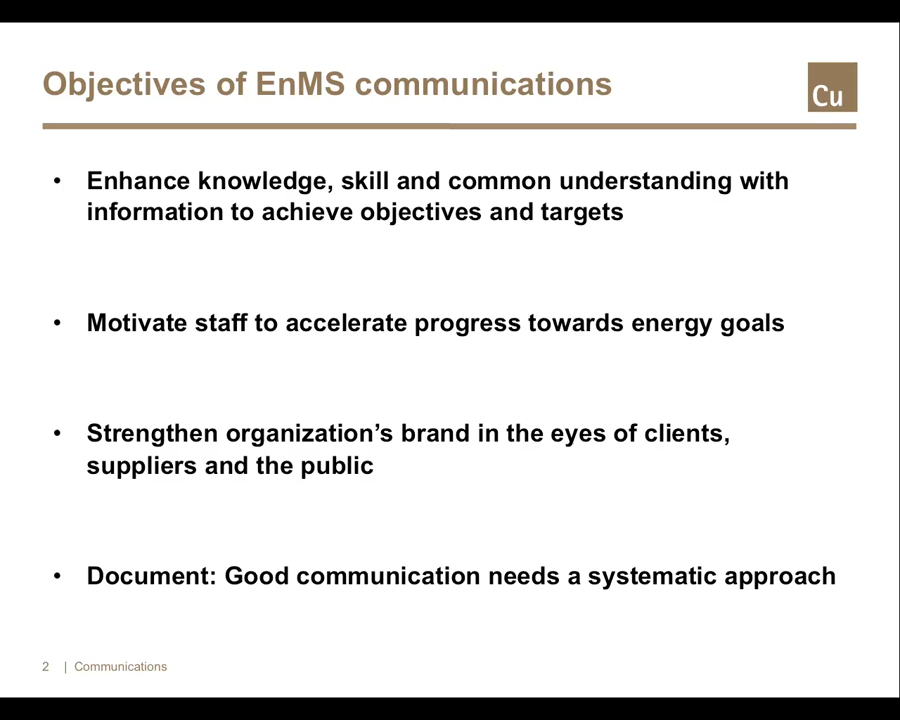 Objectives of EnMS communications
Cu
• Enhance knowledge, skill and common understanding with
information to achieve objectives and targets
• Motivate staff to accelerate progress towards energy goals
• Strengthen organization’s brand in the eyes of clients,
suppliers and the public
• Document: Good communication needs a systematic approach
2 | Communications